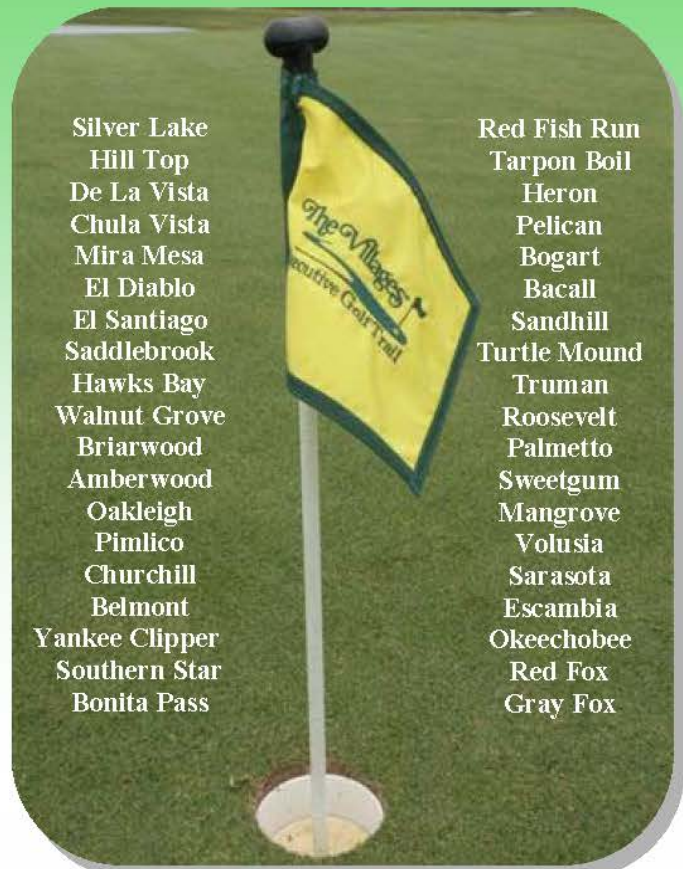 Silver Lake
Hill Top
De La Vista
Chula Vista
Mira Mesa
El Diablo
El Santiago
Saddlebrook
Hawks Bay
Walnut Grove
Briarwood
Amberwood
Oakleigh
Pimlico
Churchill
Belmont
Yankee Clipper
Southern Star
Bonita Pass
The Villages
Executive Golf Trail
Red Fish Run
Tarpon Boil
Heron
Pelican
Bogart
Bacall
Sandhill
Turtle Mound
Truman
Roosevelt
Palmetto
Sweetgum
Mangrove
Volusia
Sarasota
Escambia
Okeechobee
Red Fox
Gray Fox